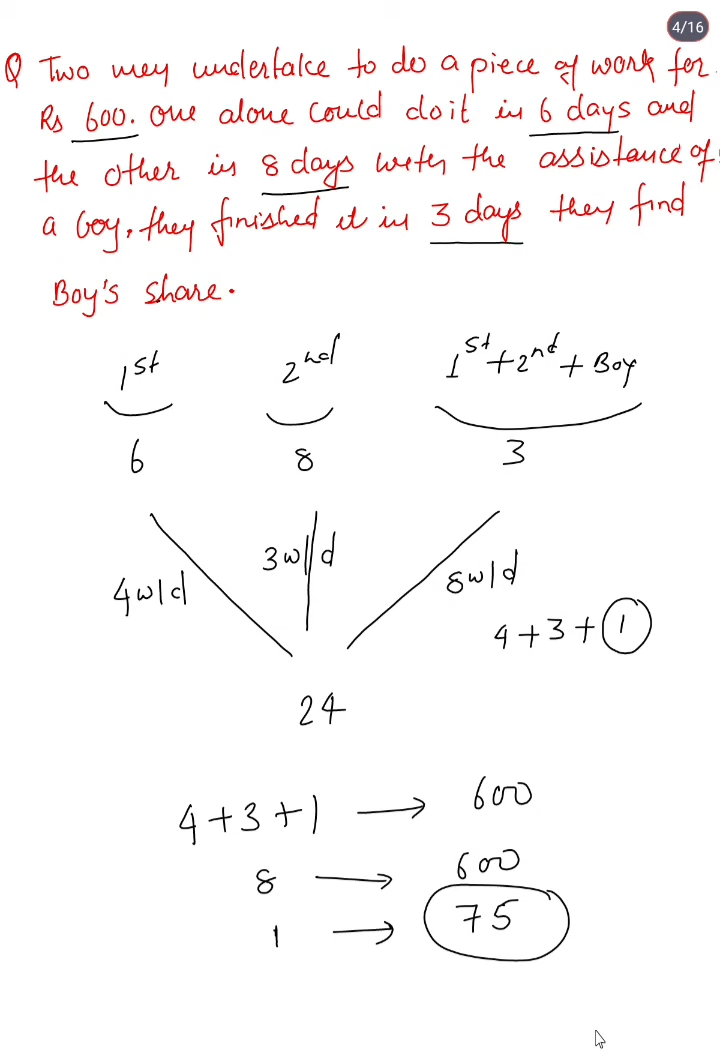 4/16
Q Two men undertake to do a piece of work for
Rs 600. one alone could do it in 6 days and
the other in 8 days with the assistance of
a boy, they finished it in 3 days they find
Boy's share.
1st 2nd 1st + 2nd + Boy
6 8 3
4w/d 3w/d 8w/d
4+3+1
24
4+3+1 → 600
8 → 600
1 → 75